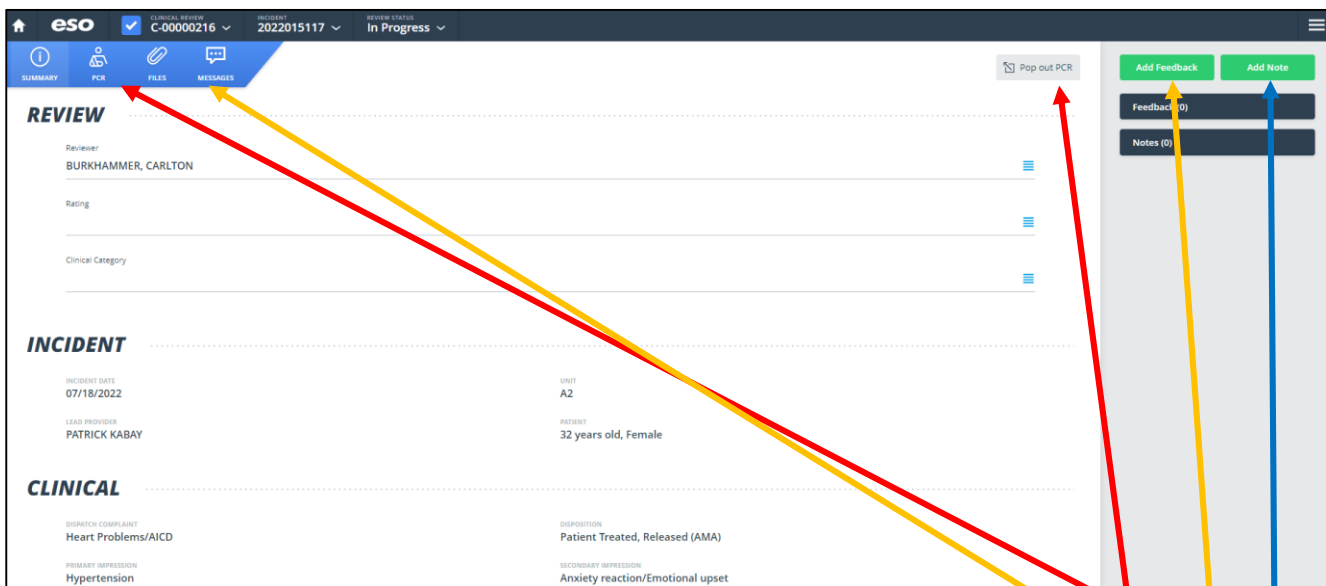 eso
CLINICAL REVIEW
C-00000216
INCIDENT
2022015117
REVIEW STATUS
In Progress
SUMMARY
PCR
FILES
MESSAGES
Pop out PCR
Add Feedback
Add Note
Feedback (0)
Notes (0)
REVIEW
Reviewer
BURKHAMMER, CARLTON
Rating
Clinical Category
INCIDENT
INCIDENT DATE
07/18/2022
UNIT
A2
LEAD PROVIDER
PATRICK KABAY
PATIENT
32 years old, Female
CLINICAL
DISPATCH COMPLAINT
Heart Problems/AICD
DISPOSITION
Patient Treated, Released (AMA)
PRIMARY IMPRESSION
Hypertension
SECONDARY IMPRESSION
Anxiety reaction/Emotional upset